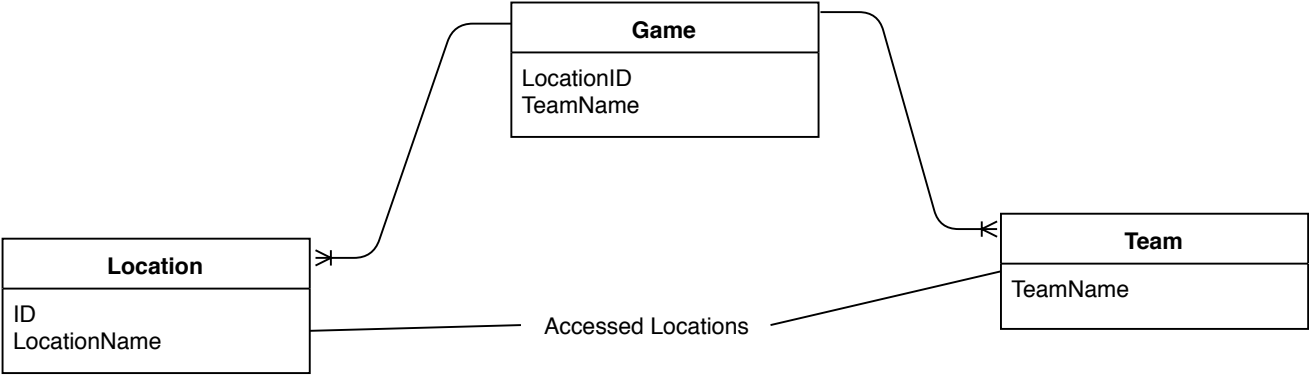 Game
LocationID
TeamName
Location
ID
LocationName
Team
TeamName
Accessed Locations